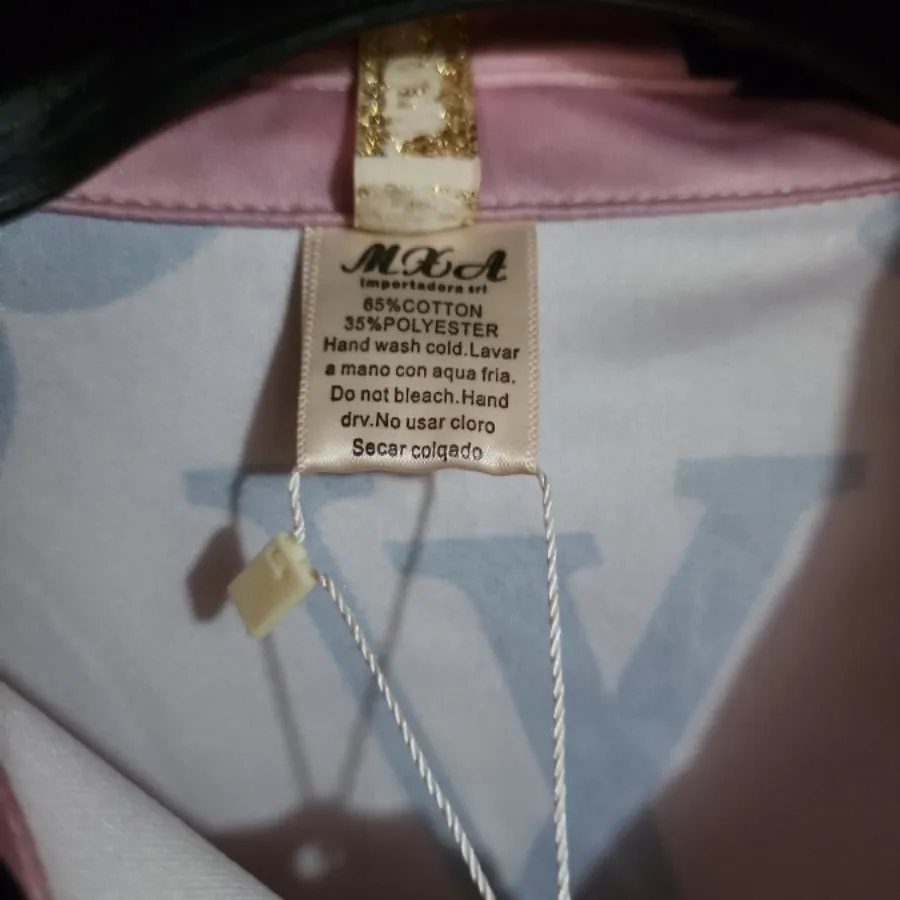 MXA
Importadora srl
65%COTTON
35%POLYESTER
Hand wash cold.Lavar
a mano con aqua fria.
Do not bleach.Hand
drv.No usar cloro
Secar colqado
W